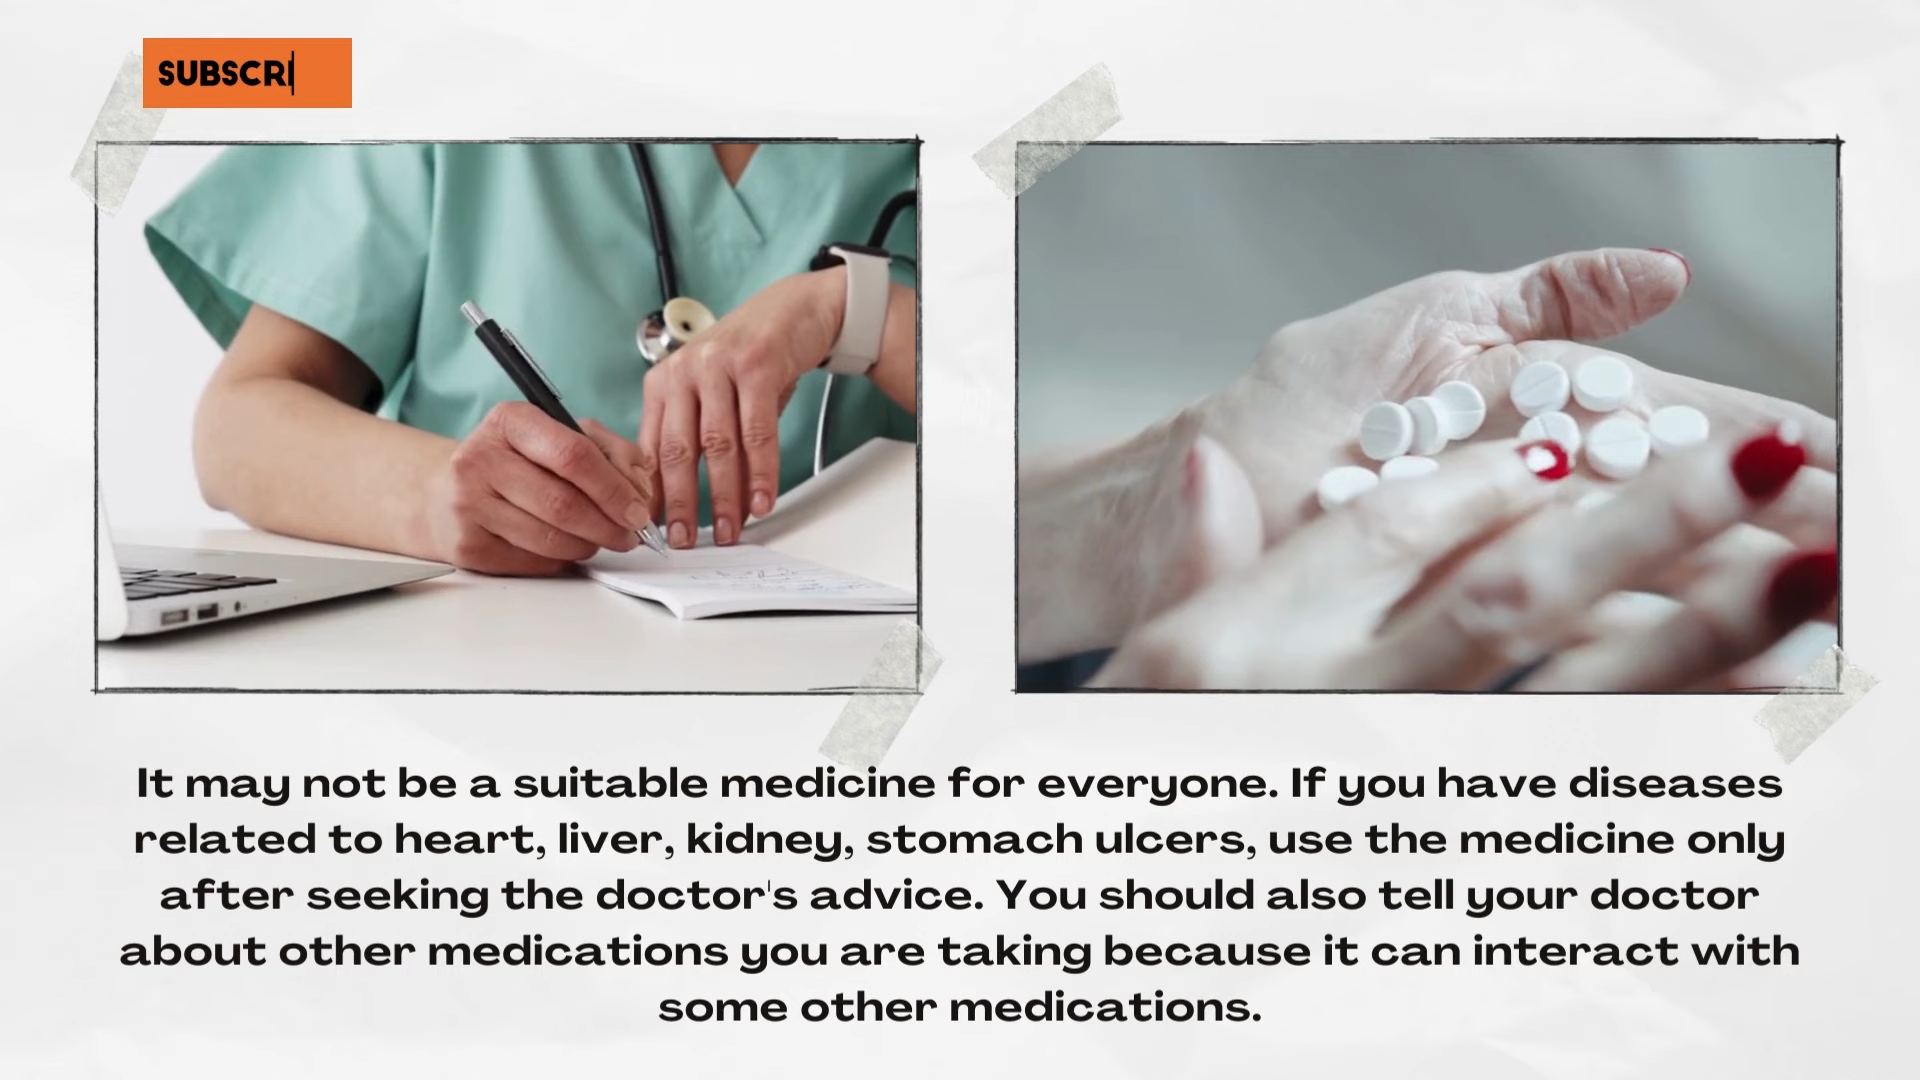 SUBSCRI
It may not be a suitable medicine for everyone. If you have diseases
related to heart, liver, kidney, stomach ulcers, use the medicine only
after seeking the doctor's advice. You should also tell your doctor
about other medications you are taking because it can interact with
some other medications.